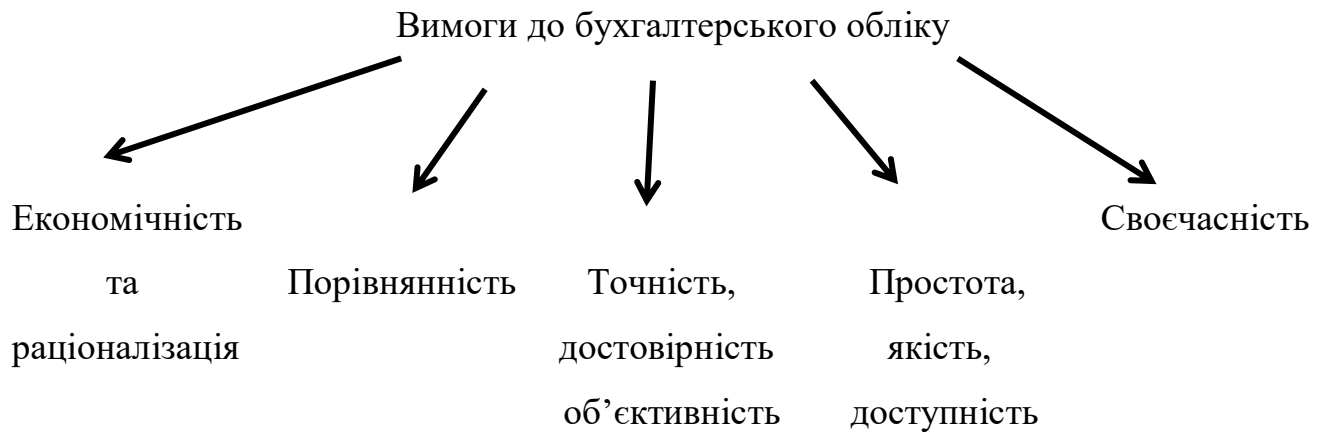 Вимоги до бухгалтерського обліку
Економічність
та
раціоналізація
Порівнянність
Точність,
достовірність
об’єктивність
Простота,
якість,
доступність
Своєчасність